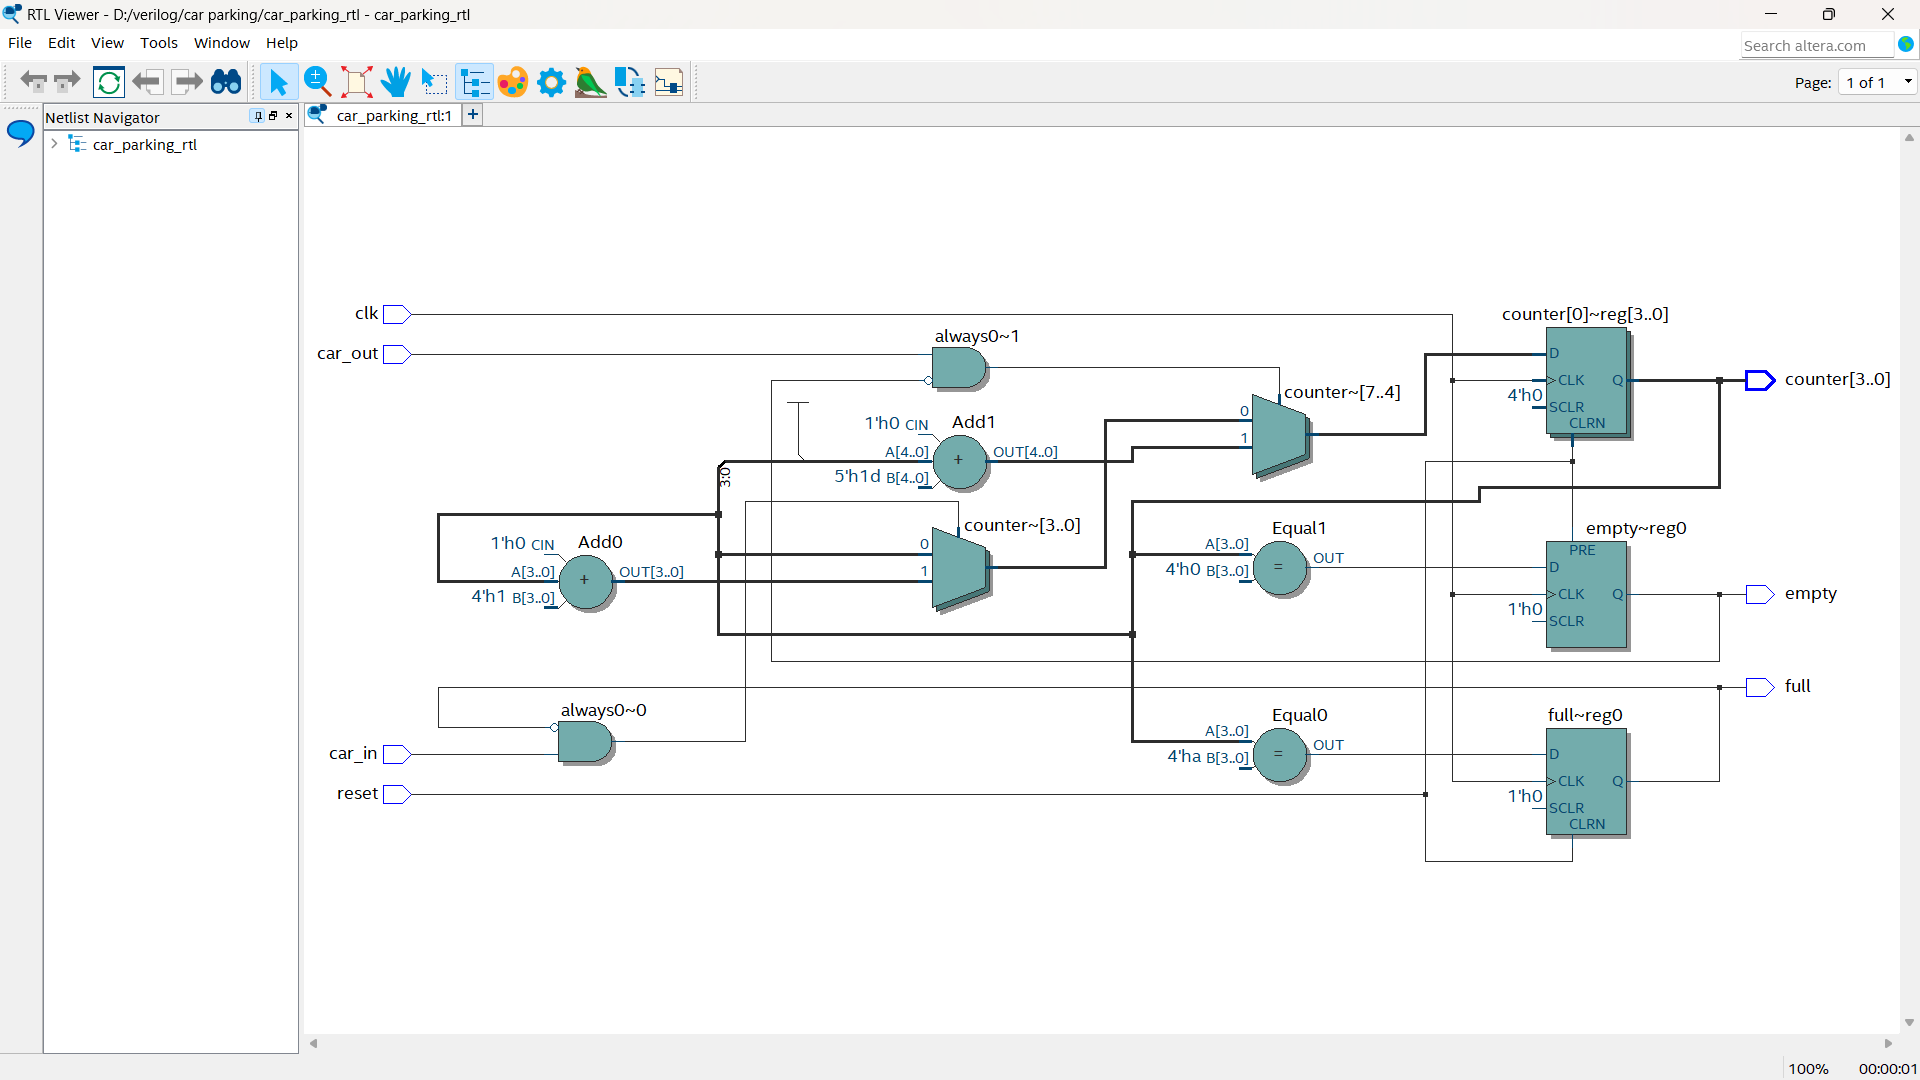 RTL Viewer - D:/verilog/car parking/car_parking_rtl - car_parking_rtl
File Edit View Tools Window Help
Search altera.com
Page: 1 of 1
Netlist Navigator
car_parking_rtl
car_parking_rtl:1
+
clk
counter[0]~reg[3..0]
always0~1
car_out
D
CLK
Q
counter[3..0]
4'h0
SCLR
CLRN
counter~[7..4]
0
1
1'h0 CIN
Add1
A[4..0]
+
OUT[4..0]
5'h1d B[4..0]
3:0
counter~[3..0]
0
1
1'h0 CIN
Add0
A[3..0]
+
OUT[3..0]
4'h1 B[3..0]
Equal1
A[3..0]
=
OUT
4'h0 B[3..0]
empty~reg0
PRE
D
CLK
Q
empty
1'h0
SCLR
full
always0~0
car_in
Equal0
A[3..0]
=
OUT
4'ha B[3..0]
full~reg0
D
CLK
Q
1'h0
SCLR
CLRN
reset
100%
00:00:01